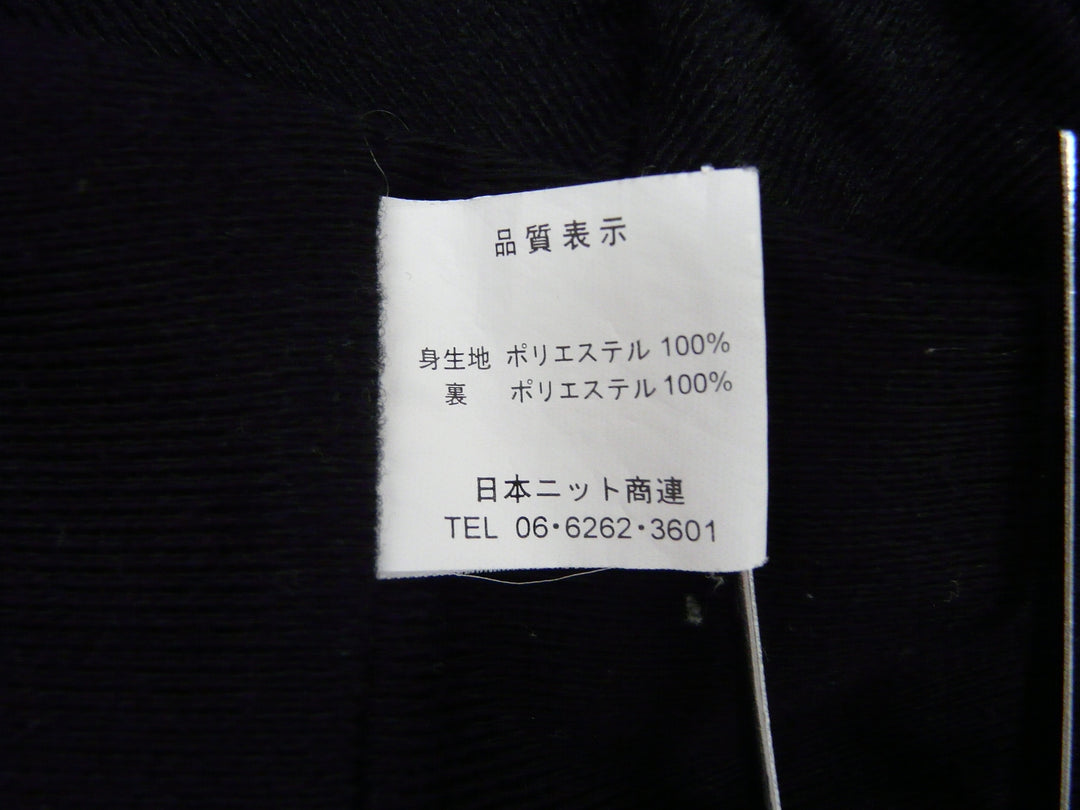 品質表示
身生地 ポリエステル 100%
裏 ポリエステル 100%
日本ニット商連
TEL 06・6262・3601